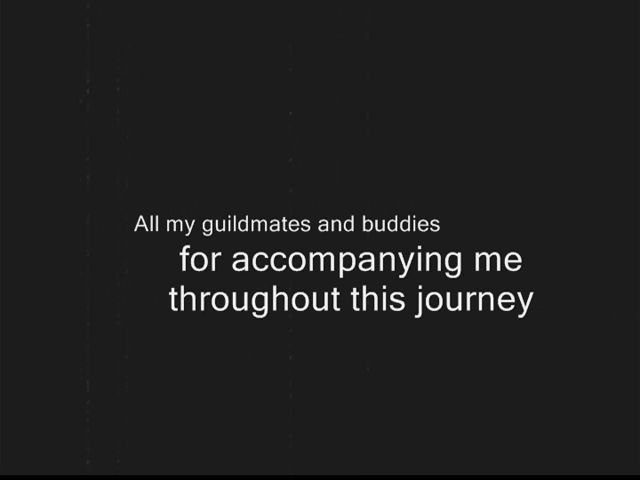 All my guildmates and buddies
for accompanying me
throughout this journey